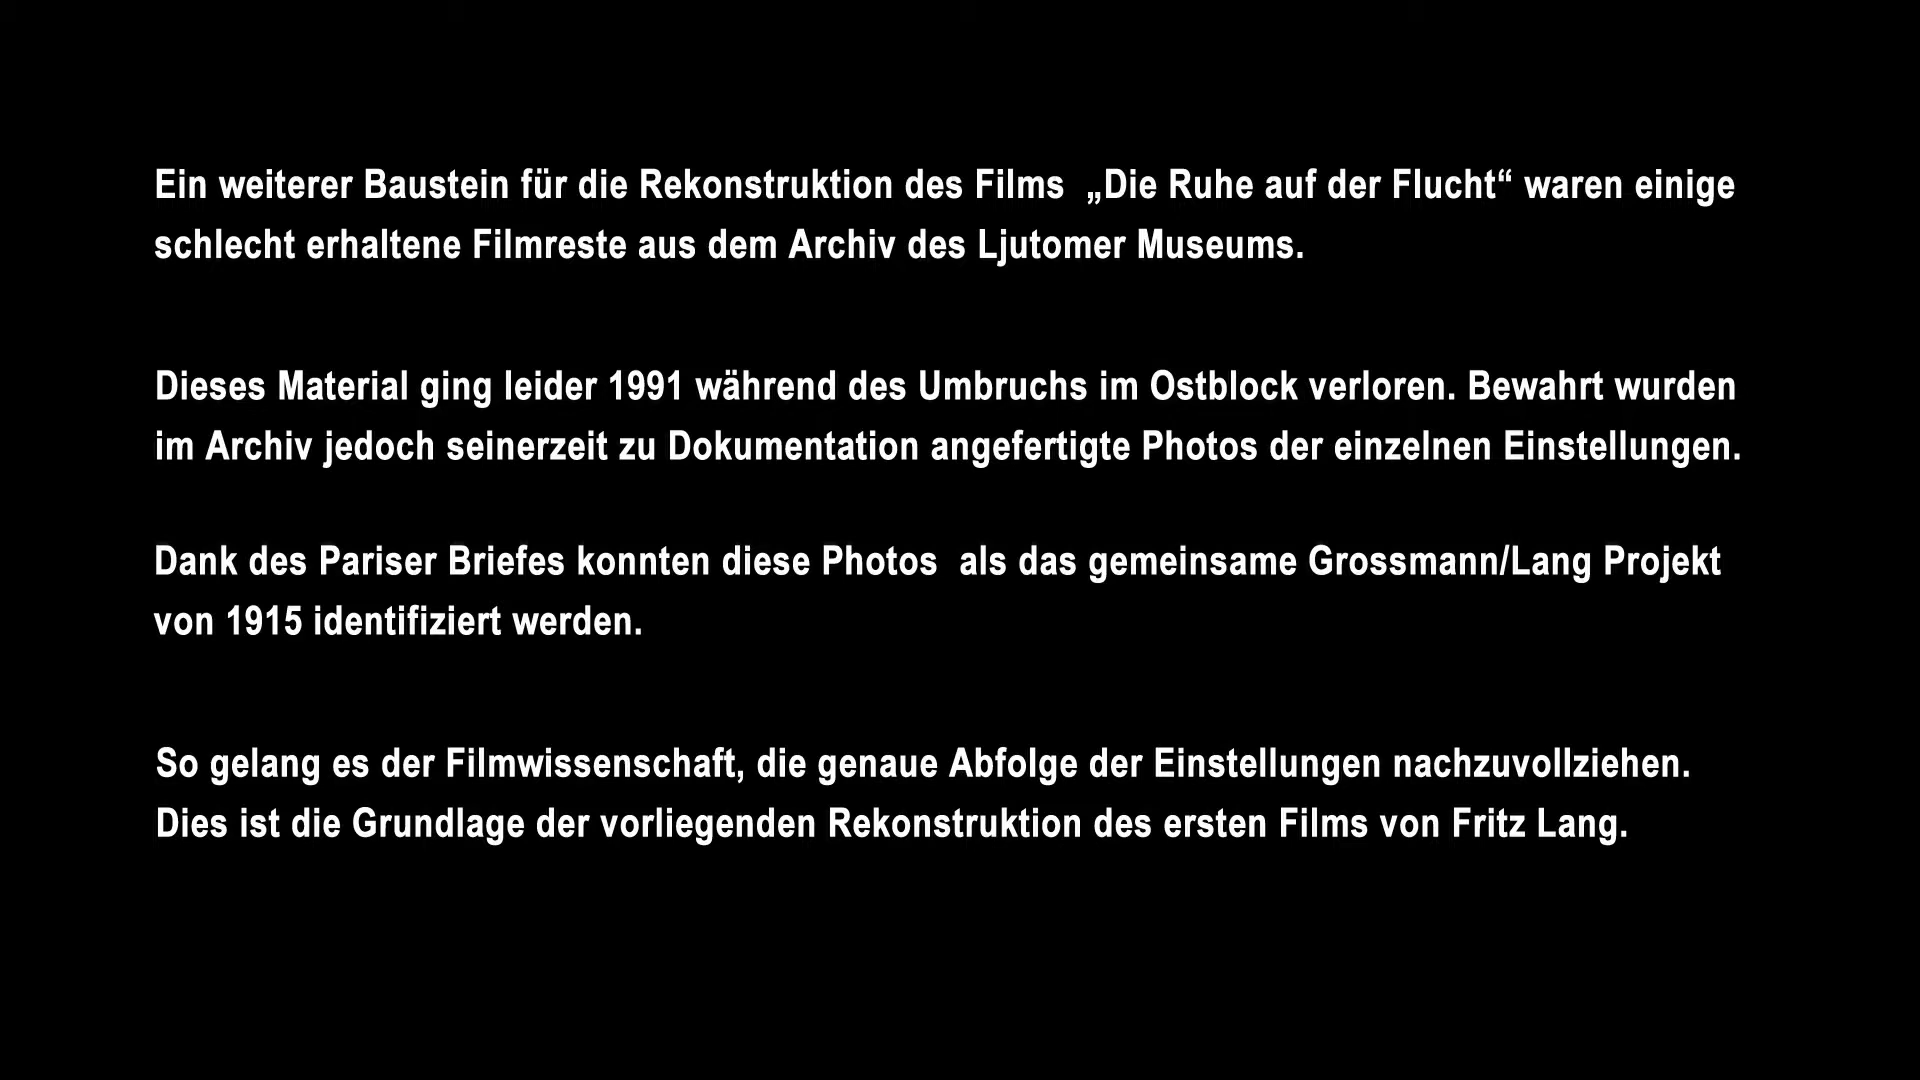 Ein weiterer Baustein für die Rekonstruktion des Films  „Die Ruhe auf der Flucht“ waren einige
schlecht erhaltene Filmreste aus dem Archiv des Ljutomer Museums.
Dieses Material ging leider 1991 während des Umbruchs im Ostblock verloren. Bewahrt wurden
im Archiv jedoch seinerzeit zu Dokumentation angefertigte Photos der einzelnen Einstellungen.
Dank des Pariser Briefes konnten diese Photos  als das gemeinsame Grossmann/Lang Projekt
von 1915 identifiziert werden.
So gelang es der Filmwissenschaft, die genaue Abfolge der Einstellungen nachzuvollziehen.
Dies ist die Grundlage der vorliegenden Rekonstruktion des ersten Films von Fritz Lang.